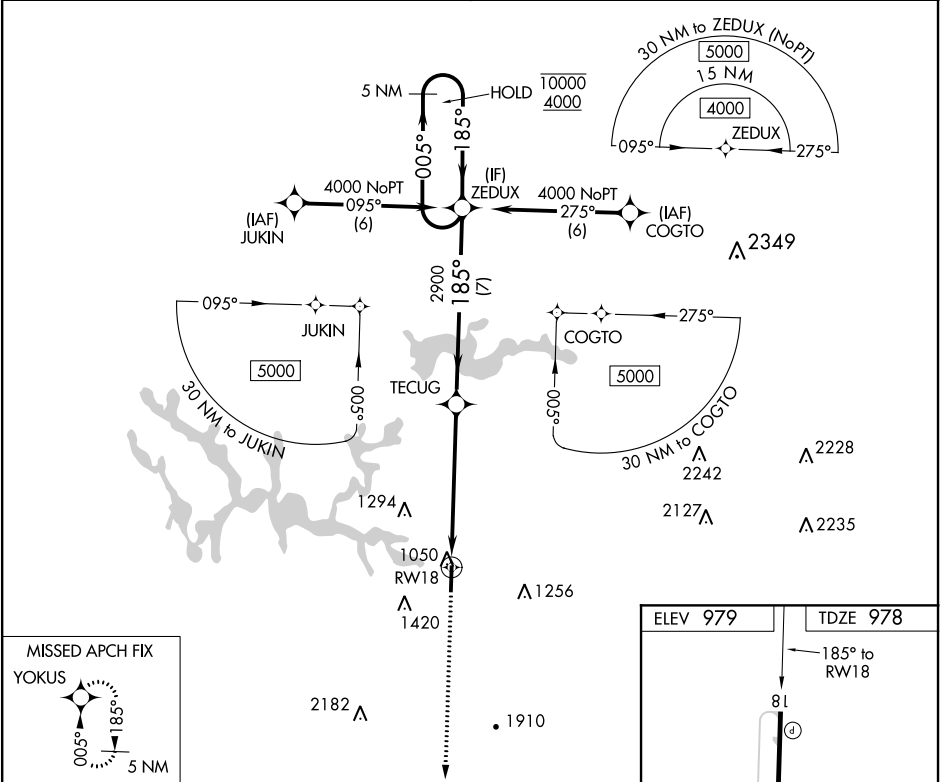 30 NM to ZEDUX (NoPT)
5000
15 NM
4000
ZEDUX
095°
275°
5 NM
HOLD
10000
4000
005°
185°
(IF)
ZEDUX
4000 NoPT
095°
(6)
(IAF)
JUKIN
4000 NoPT
275°
(6)
(IAF)
COGTO
2349
2900
185°
(7)
095°
JUKIN
5000
005°
30 NM to JUKIN
COGTO
275°
5000
005°
30 NM to COGTO
TECUG
2228
2242
1294
2127
2235
1050
RW18
1256
1420
ELEV 979
TDZE 978
185° to
RW18
18
P
MISSED APCH FIX
YOKUS
005°
185°
5 NM
2182
1910